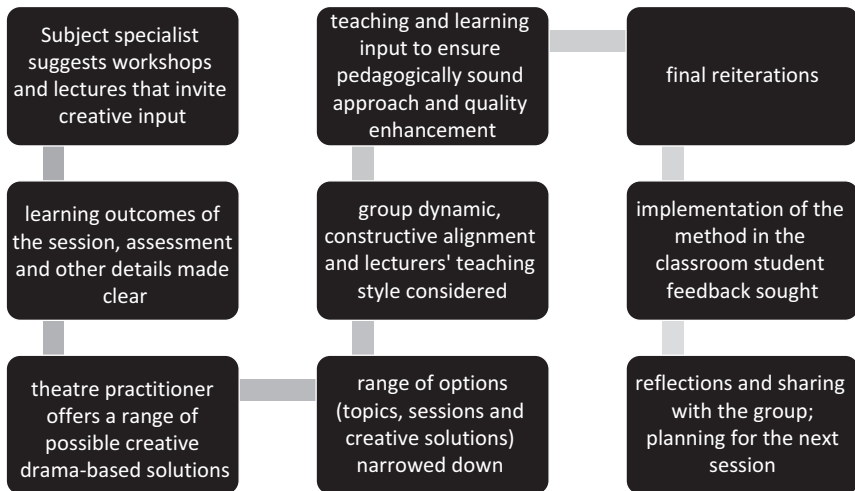 Subject specialist
suggests workshops
and lectures that invite
creative input
learning outcomes of
the session, assessment
and other details made
clear
theatre practitioner
offers a range of
possible creative
drama-based solutions
range of options
(topics, sessions and
creative solutions)
narrowed down
group dynamic,
constructive alignment
and lecturers' teaching
style considered
teaching and learning
input to ensure
pedagogically sound
approach and quality
enhancement
final reiterations
implementation of the
method in the
classroom student
feedback sought
reflections and sharing
with the group;
planning for the next
session